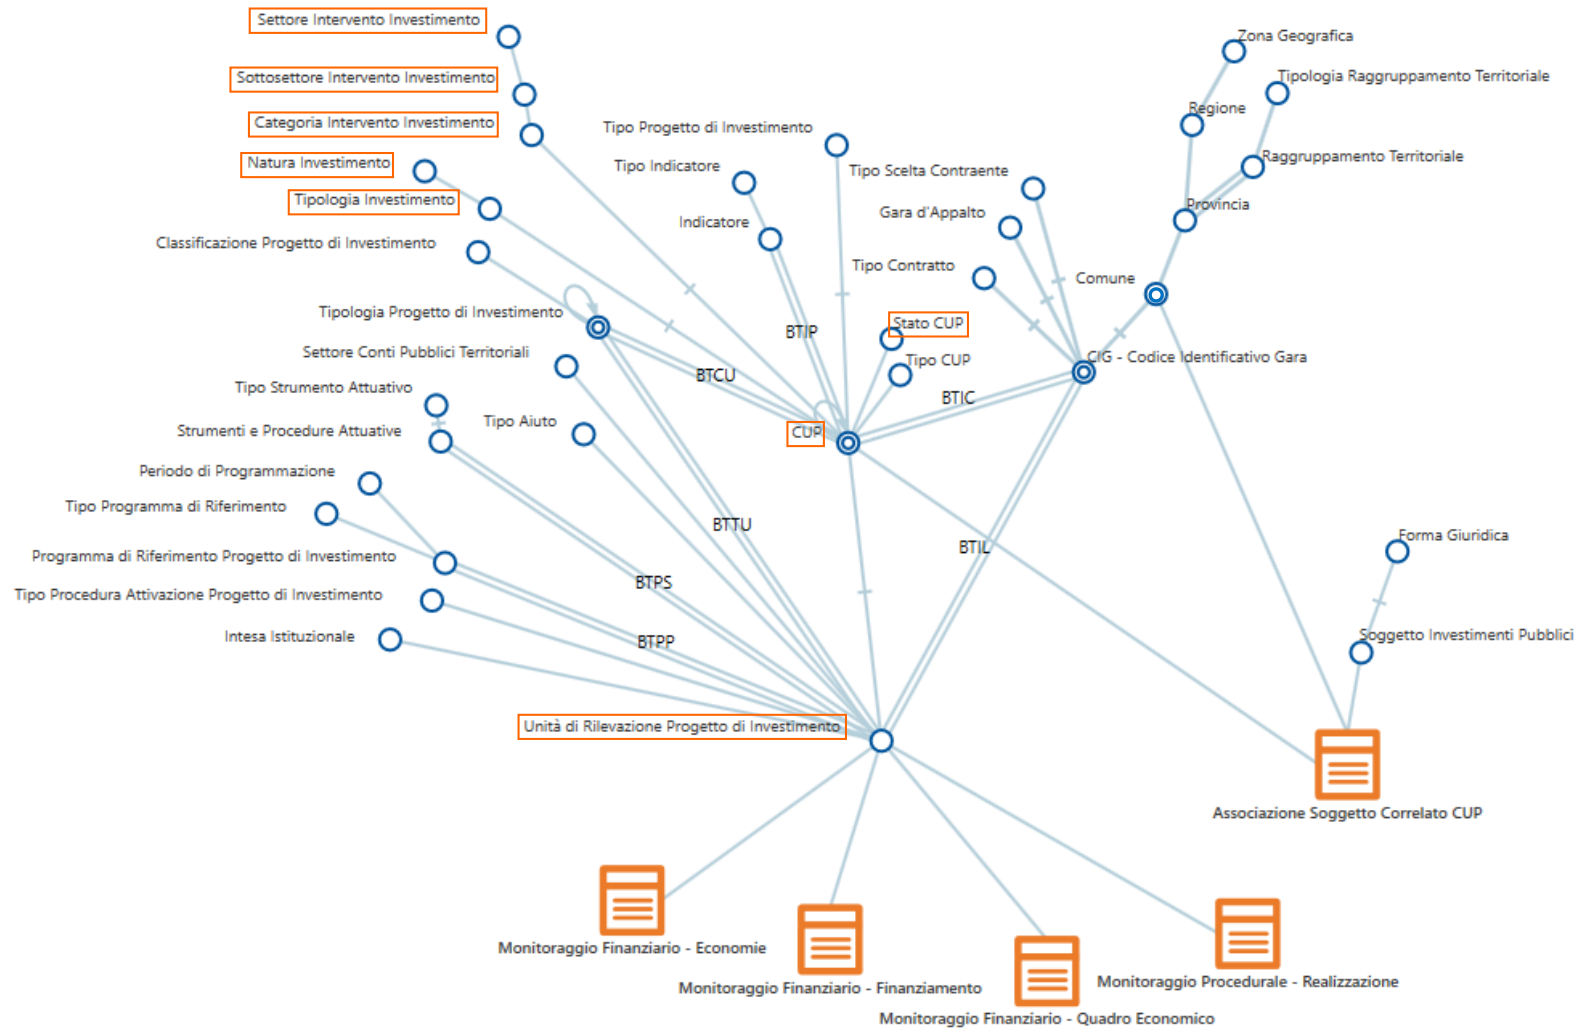 Settore Intervento Investimento
Zona Geografica
Sottosettore Intervento Investimento
Tipologia Raggruppamento Territoriale
Regione
Categoria Intervento Investimento
Tipo Progetto di Investimento
Natura Investimento
Tipo Indicatore
Tipo Scelta Contraente
Raggruppamento Territoriale
Tipologia Investimento
Indicatore
Gara d'Appalto
Provincia
Classificazione Progetto di Investimento
Tipo Contratto
Comune
Tipologia Progetto di Investimento
BTIP
Stato CUP
Settore Conti Pubblici Territoriali
Tipo CUP
CIG - Codice Identificativo Gara
BTCU
Tipo Strumento Attuativo
BTIC
Tipo Aiuto
Strumenti e Procedure Attuative
CUP
Periodo di Programmazione
Tipo Programma di Riferimento
BTTU
Forma Giuridica
Programma di Riferimento Progetto di Investimento
BTIL
BTPS
Tipo Procedura Attivazione Progetto di Investimento
Intesa Istituzionale
BTPP
Soggetto Investimenti Pubblici
Unità di Rilevazione Progetto di Investimento
Associazione Soggetto Correlato CUP
Monitoraggio Finanziario - Economie
Monitoraggio Finanziario - Finanziamento
Monitoraggio Procedurale - Realizzazione
Monitoraggio Finanziario - Quadro Economico